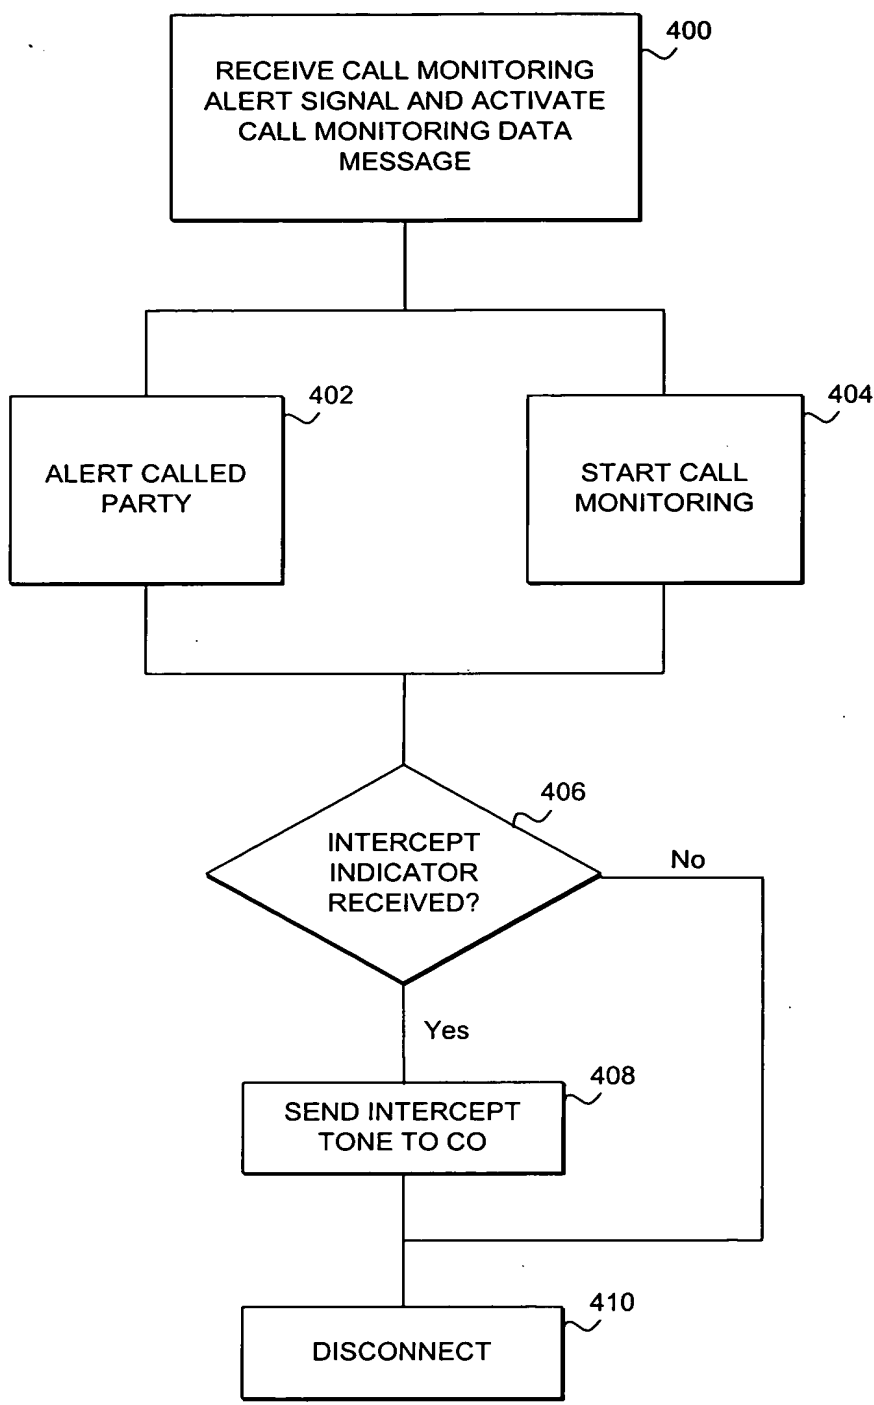 400
RECEIVE CALL MONITORING
ALERT SIGNAL AND ACTIVATE
CALL MONITORING DATA
MESSAGE
402
ALERT CALLED
PARTY
404
START CALL
MONITORING
406
INTERCEPT
INDICATOR
RECEIVED?
No
Yes
408
SEND INTERCEPT
TONE TO CO
410
DISCONNECT